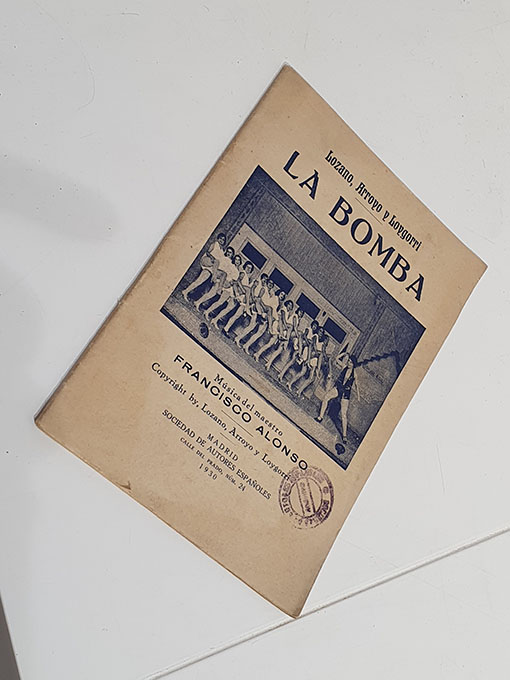 Lozano, Arroyo y Loygorri
LA BOMBA
Música del maestro
FRANCISCO ALONSO
Copyright by, Lozano, Arroyo y Loygorri
MADRID
SOCIEDAD DE AUTORES ESPAÑOLES
CALLE DEL PRADO, NÚM. 24
1930